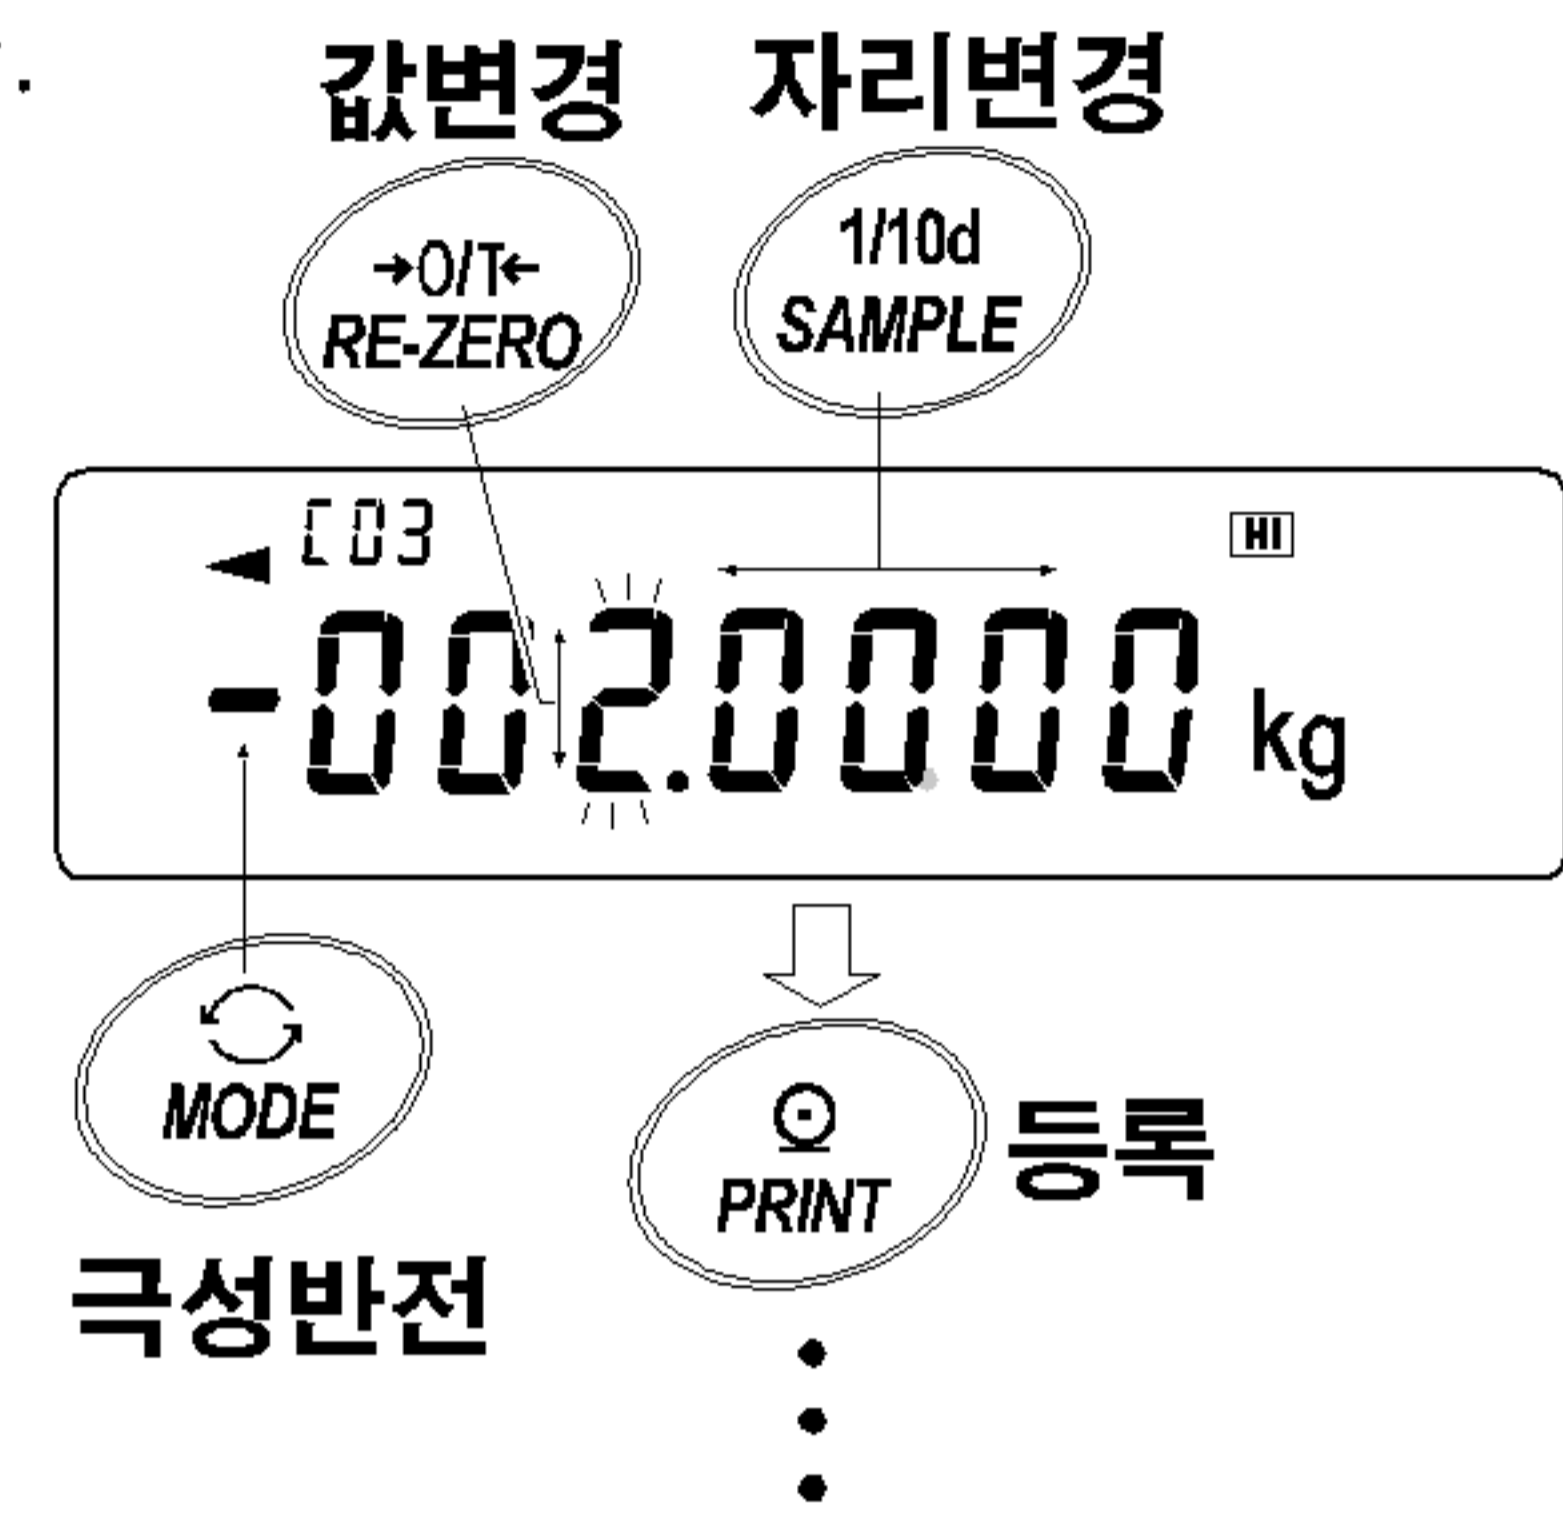 값변경 자리변경
→0/T←
RE-ZERO
1/10d
SAMPLE
C03 HI
-002.0000 kg
MODE
극성반전
PRINT
등록